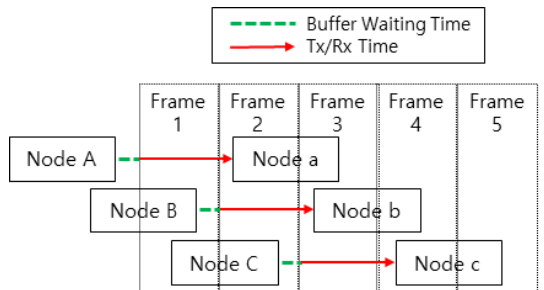 Buffer Waiting Time
Tx/Rx Time
Frame 1
Frame 2
Frame 3
Frame 4
Frame 5
Node A
Node a
Node B
Node b
Node C
Node c